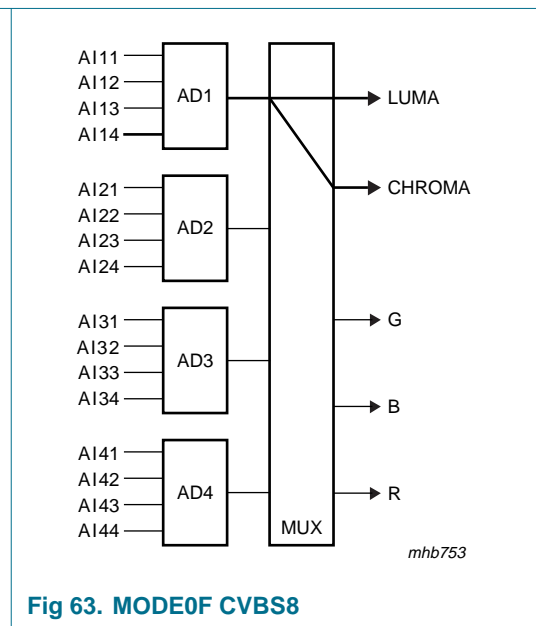 AI11
AI12
AI13
AI14
AD1
LUMA
CHROMA
AI21
AI22
AI23
AI24
AD2
G
AI31
AI32
AI33
AI34
AD3
B
AI41
AI42
AI43
AI44
AD4
R
MUX
mhb753
Fig 63. MODE0F CVBS8